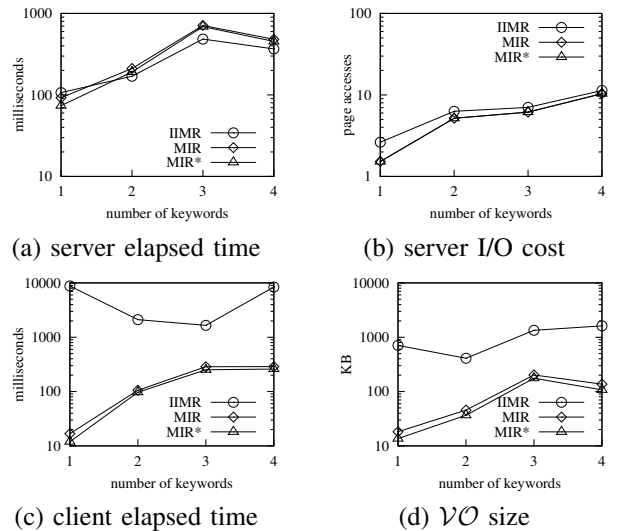 1000
100
10
milliseconds
IIMR
MIR
MIR*
1 2 3 4
number of keywords
(a) server elapsed time
100
10
1
page accesses
IIMR
MIR
MIR*
1 2 3 4
number of keywords
(b) server I/O cost
10000
1000
100
10
milliseconds
IIMR
MIR
MIR*
1 2 3 4
number of keywords
(c) client elapsed time
10000
1000
100
10
KB
IIMR
MIR
MIR*
1 2 3 4
number of keywords
(d) 𝒱𝒪 size